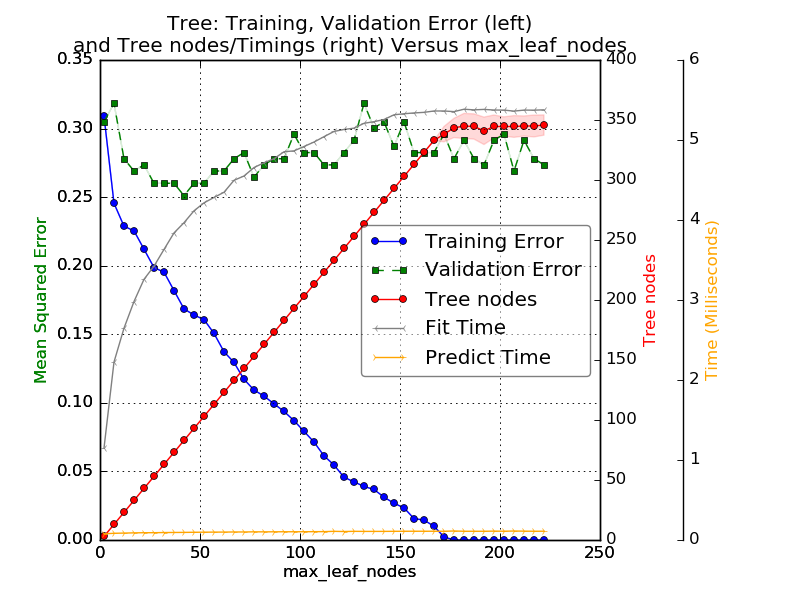 Tree: Training, Validation Error (left)
and Tree nodes/Timings (right) Versus max_leaf_nodes
Mean Squared Error
0.35
0.30
0.25
0.20
0.15
0.10
0.05
0.00
0
50
100
150
200
250
max_leaf_nodes
Training Error
Validation Error
Tree nodes
Fit Time
Predict Time
400
350
300
250
200
150
100
50
0
Tree nodes
6
5
4
3
2
1
0
Time (Milliseconds)